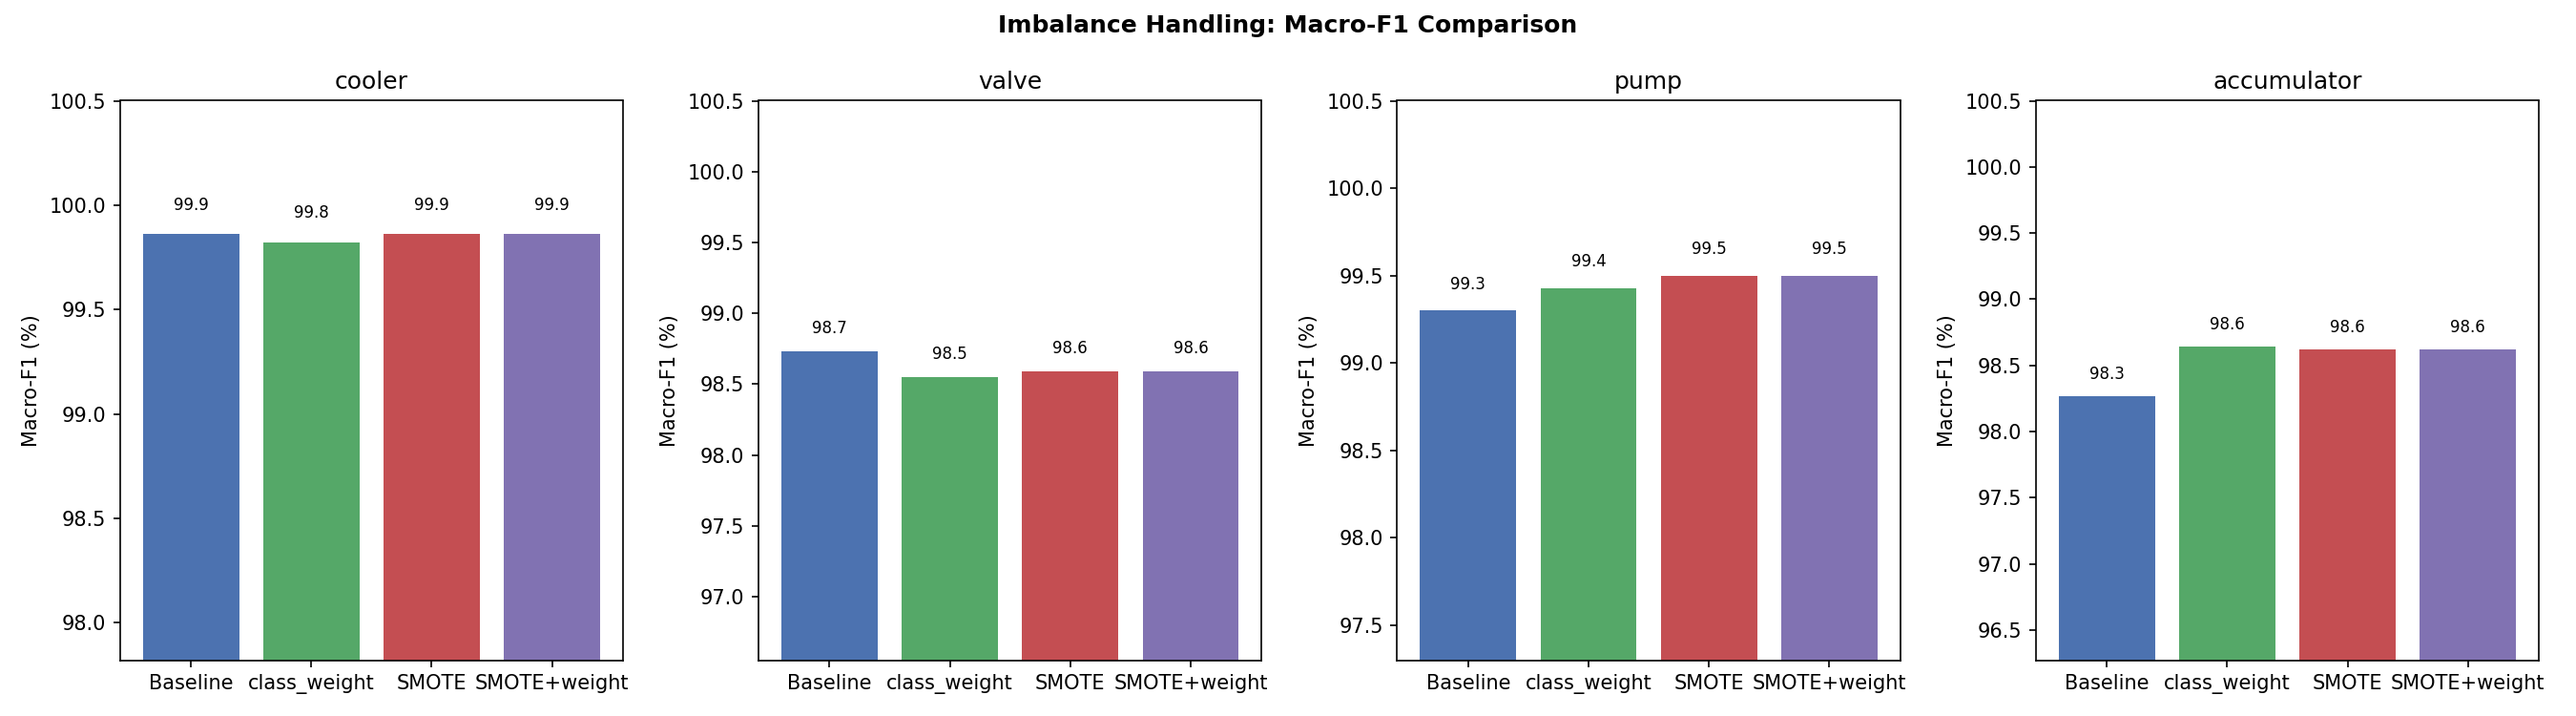 Imbalance Handling: Macro-F1 Comparison
cooler
Macro-F1 (%)
100.5
100.0
99.5
99.0
98.5
98.0
99.9
99.8
99.9
99.9
Baseline
class_weight
SMOTE
SMOTE+weight
valve
Macro-F1 (%)
100.5
100.0
99.5
99.0
98.5
98.0
97.5
97.0
98.7
98.5
98.6
98.6
Baseline
class_weight
SMOTE
SMOTE+weight
pump
Macro-F1 (%)
100.5
100.0
99.5
99.0
98.5
98.0
97.5
99.3
99.4
99.5
99.5
Baseline
class_weight
SMOTE
SMOTE+weight
accumulator
Macro-F1 (%)
100.5
100.0
99.5
99.0
98.5
98.0
97.5
97.0
96.5
98.3
98.6
98.6
98.6
Baseline
class_weight
SMOTE
SMOTE+weight